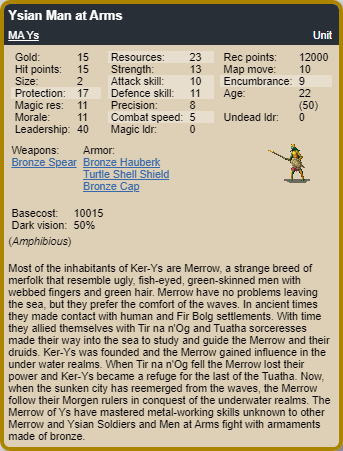 Ysian Man at Arms
MA Ys Unit
Gold: 15 Resources: 23 Rec points: 12000
Hit points: 15 Strength: 13 Map move: 10
Size: 2 Attack skill: 10 Encumbrance: 9
Protection: 17 Defence skill: 11 Age: 22
Magic res: 11 Precision: 8 (50)
Morale: 11 Combat speed: 5 Undead ldr: 0
Leadership: 40 Magic ldr: 0
Weapons: Armor:
Bronze Spear Bronze Hauberk
Turtle Shell Shield
Bronze Cap
Basecost: 10015
Dark vision: 50%
(Amphibious)
Most of the inhabitants of Ker-Ys are Merrow, a strange breed of
merfolk that resemble ugly, fish-eyed, green-skinned men with
webbed fingers and green hair. Merrow have no problems leaving
the sea, but they prefer the comfort of the waves. In ancient times
they made contact with human and Fir Bolg settlements. With time
they allied themselves with Tir na n'Og and Tuatha sorceresses
made their way into the sea to study and guide the Merrow and their
druids. Ker-Ys was founded and the Merrow gained influence in the
under water realms. When Tir na n'Og fell the Merrow lost their
power and Ker-Ys became a refuge for the last of the Tuatha. Now,
when the sunken city has reemerged from the waves, the Merrow
follow their Morgen rulers in conquest of the underwater realms. The
Merrow of Ys have mastered metal-working skills unknown to other
Merrow and Ysian Soldiers and Men at Arms fight with armaments
made of bronze.